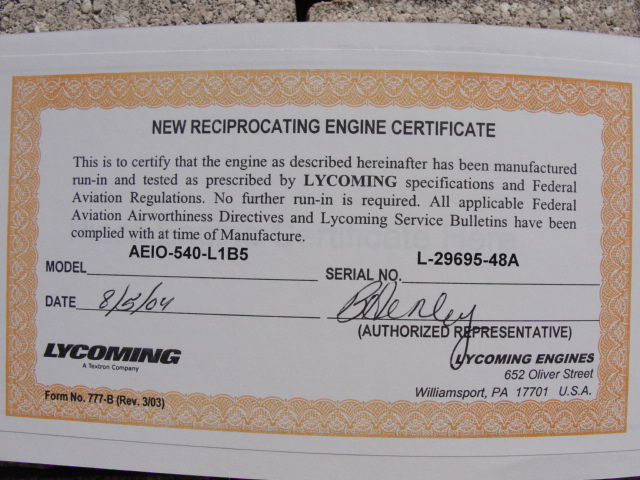 NEW RECIPROCATING ENGINE CERTIFICATE
This is to certify that the engine as described hereinafter has been manufactured
run-in and tested as prescribed by LYCOMING specifications and Federal
Aviation Regulations. No further run-in is required. All applicable Federal
Aviation Airworthiness Directives and Lycoming Service Bulletins have been
complied with at time of Manufacture.
MODEL AEIO-540-L1B5 SERIAL NO. L-29695-48A
DATE 8/5/04
(AUTHORIZED REPRESENTATIVE)
LYCOMING
A Textron Company
LYCOMING ENGINES
652 Oliver Street
Williamsport, PA 17701 U.S.A.
Form No. 777-B (Rev. 3/03)